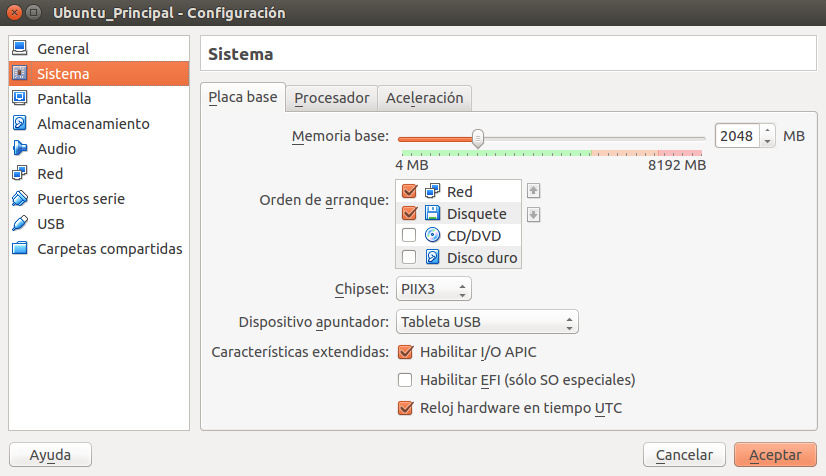 Ubuntu_Principal - Configuración
General
Sistema
Pantalla
Almacenamiento
Audio
Red
Puertos serie
USB
Carpetas compartidas
Sistema
Placa base Procesador Aceleración
Memoria base: 2048 MB
4 MB 8192 MB
Orden de arranque: Red
Disquete
CD/DVD
Disco duro
Chipset: PIIX3
Dispositivo apuntador: Tableta USB
Características extendidas: Habilitar I/O APIC
Habilitar EFI (sólo SO especiales)
Reloj hardware en tiempo UTC
Ayuda Cancelar Aceptar